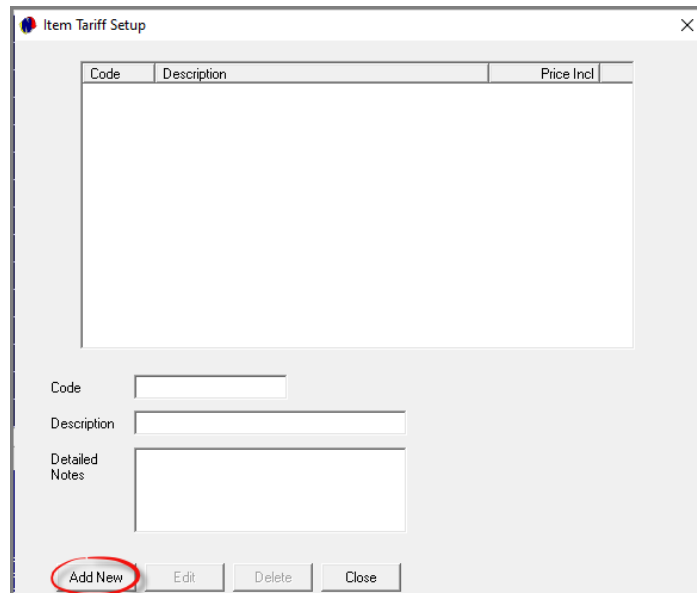 Item Tariff Setup
Code Description Price Incl
Code
Description
Detailed
Notes
Add New Edit Delete Close